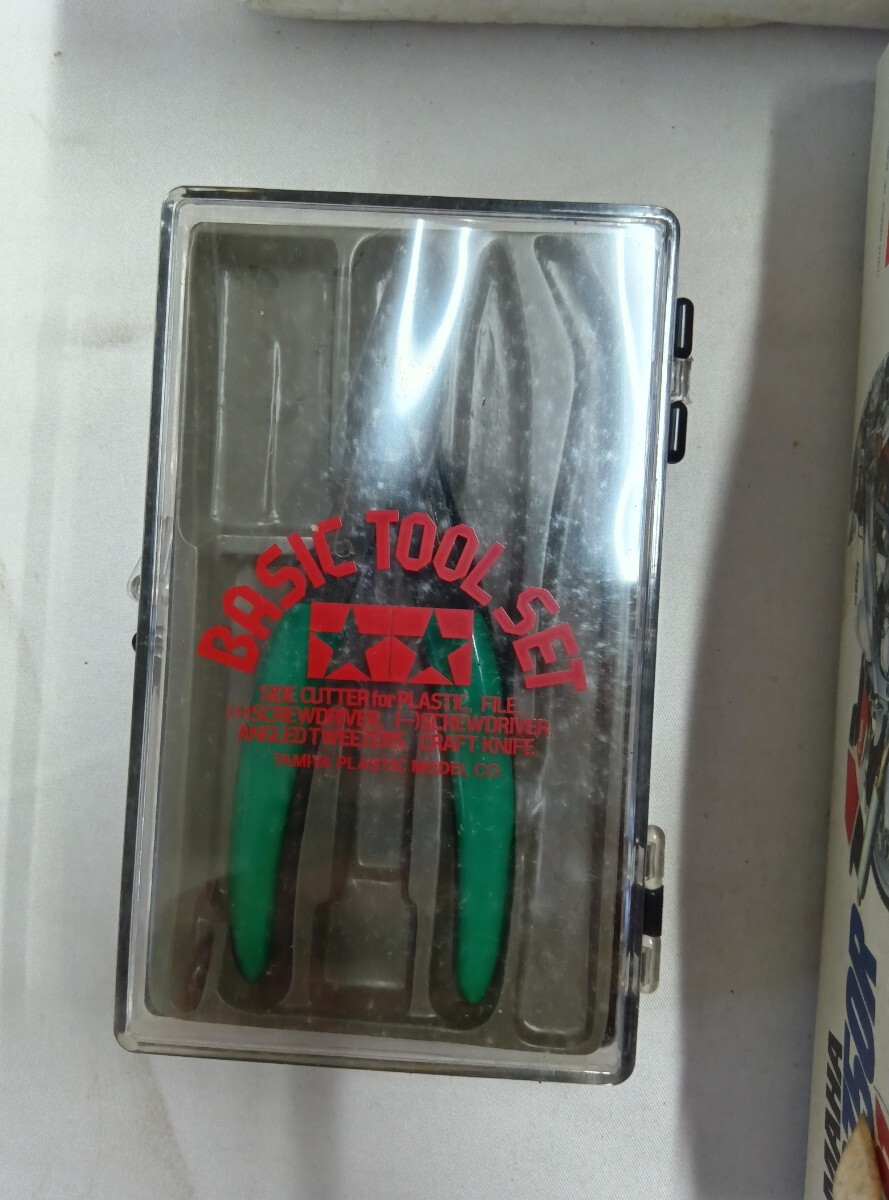 BASIC TOOL SET
SIDE CUTTER for PLASTIC, FILE
(+)SCREWDRIVER, (−)SCREWDRIVER
ANGLED TWEEZERS, CRAFT KNIFE
TAMIYA PLASTIC MODEL CO.